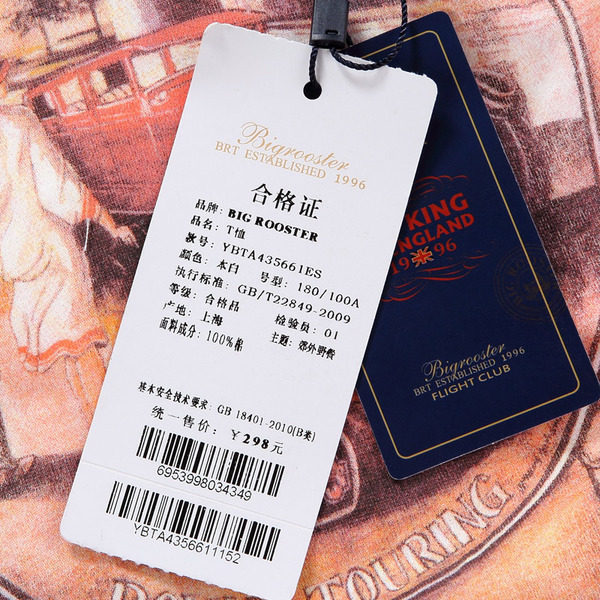 Bigrooster
BRT ESTABLISHED 1996
合格证
品牌: BIG ROOSTER
品名: T恤
款号: YBTA435661ES
颜色: 本白 号型: 180/100A
执行标准: GB/T22849-2009
等级: 合格品 检验员: 01
产地: 上海 主题: 郊外野餐
面料成分: 100%棉
基本安全技术要求: GB 18401-2010(B类)
统一售价: ¥298元
6953998034349
YBTA4356611152
KING
ENGLAND
19 96
Bigrooster
BRT ESTABLISHED 1996
FLIGHT CLUB
TOURING